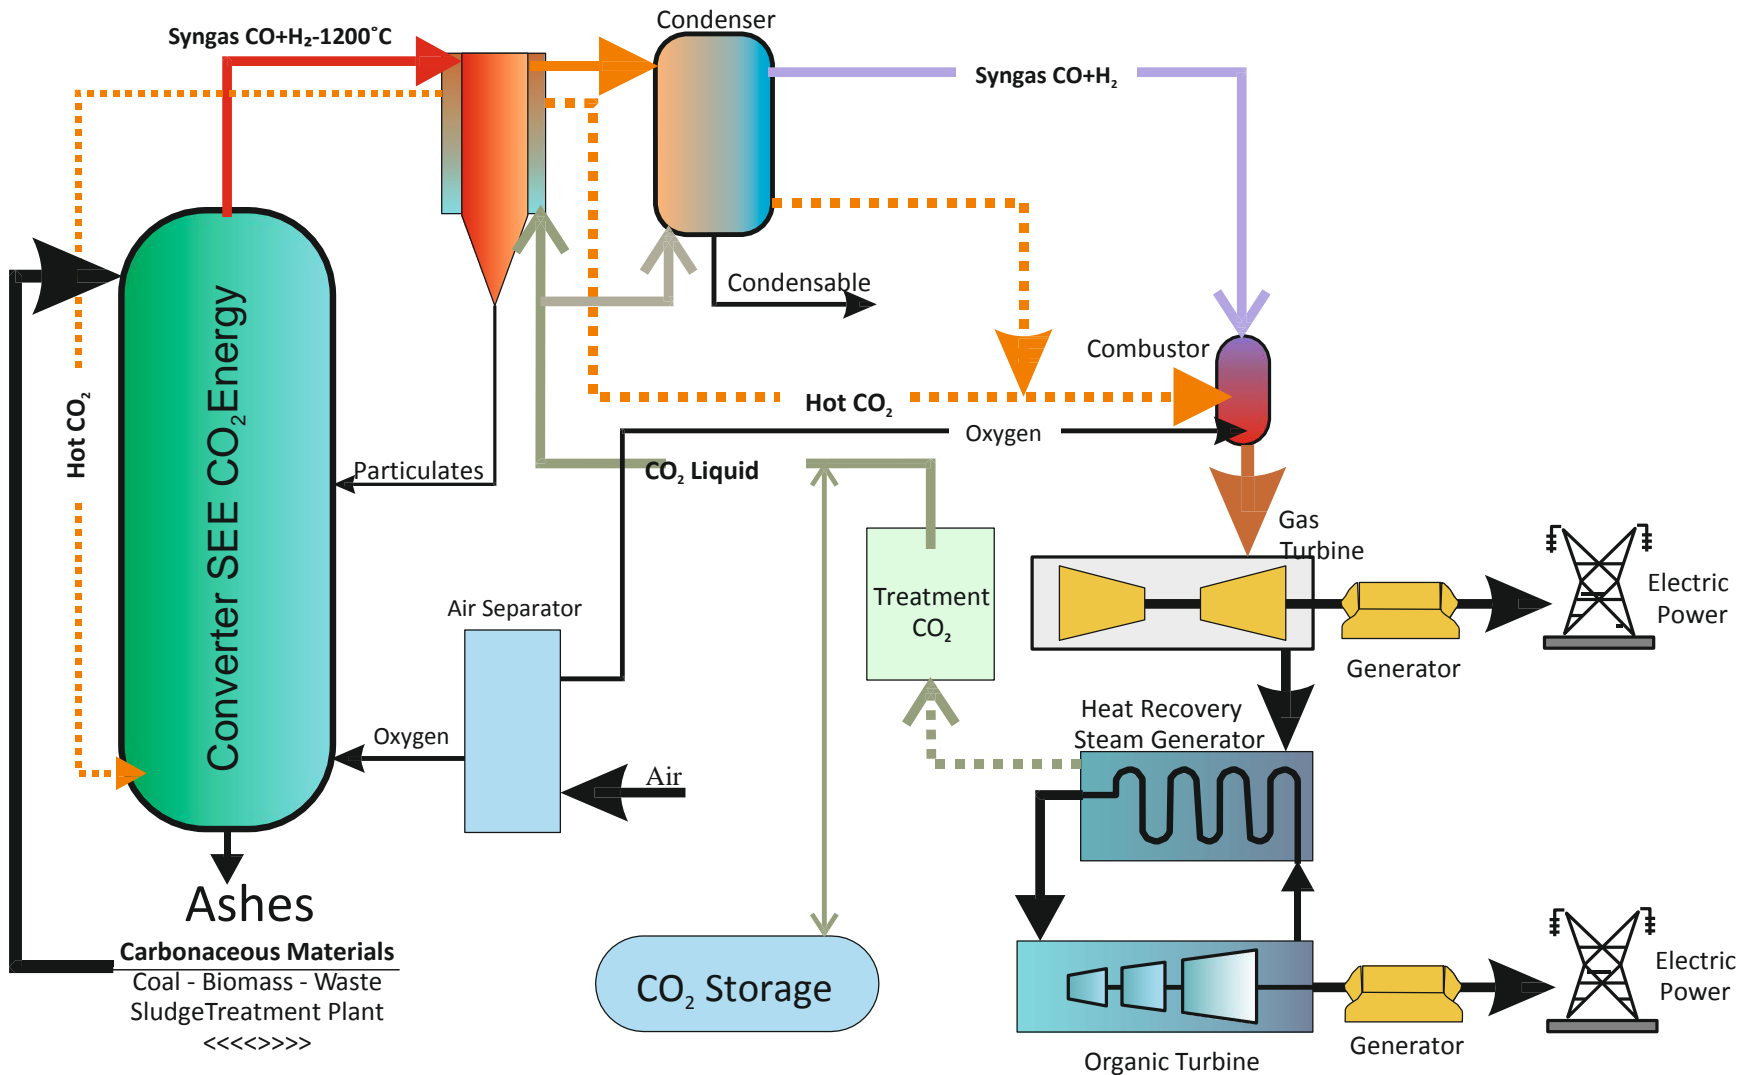 Condenser
Syngas CO+H₂-1200°C
Syngas CO+H₂
Condensable
Combustor
Hot CO₂
Hot CO₂
Converter SEE CO₂Energy
Oxygen
Particulates
CO₂ Liquid
Gas
Turbine
Treatment
CO₂
Electric
Power
Air Separator
Generator
Heat Recovery
Steam Generator
Oxygen
Air
Ashes
Carbonaceous Materials
Coal - Biomass - Waste
SludgeTreatment Plant
<<<<>>>>
CO₂ Storage
Electric
Power
Organic Turbine
Generator